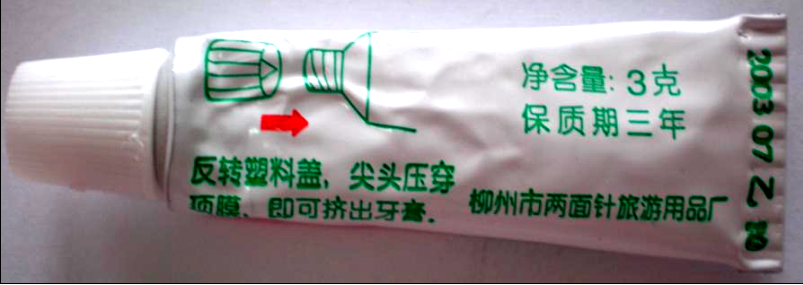 净含量：3克
保质期三年
反转塑料盖，尖头压穿
顶膜，即可挤出牙膏．
柳州市两面针旅游用品厂
2003 07 乙